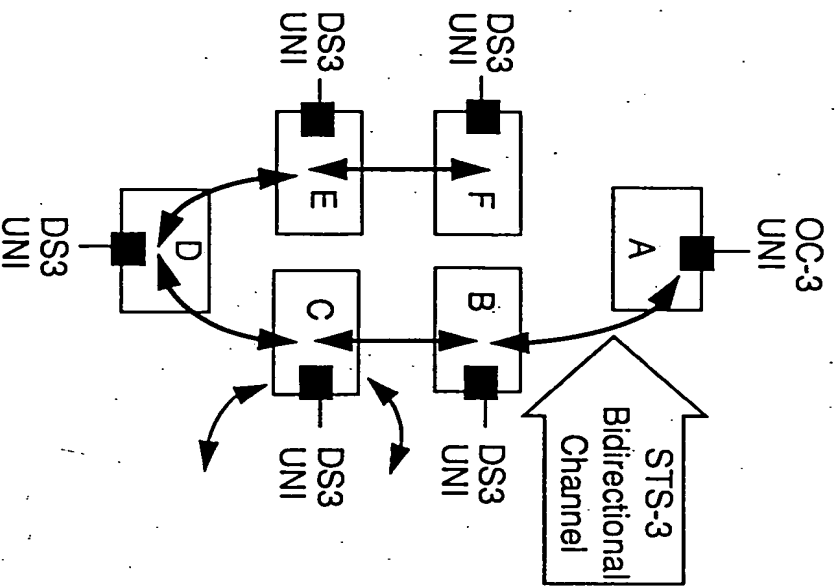 OC-3
UNI
A
STS-3
Bidirectional
Channel
DS3
UNI
F
B
DS3
UNI
DS3
UNI
E
C
DS3
UNI
D
DS3
UNI